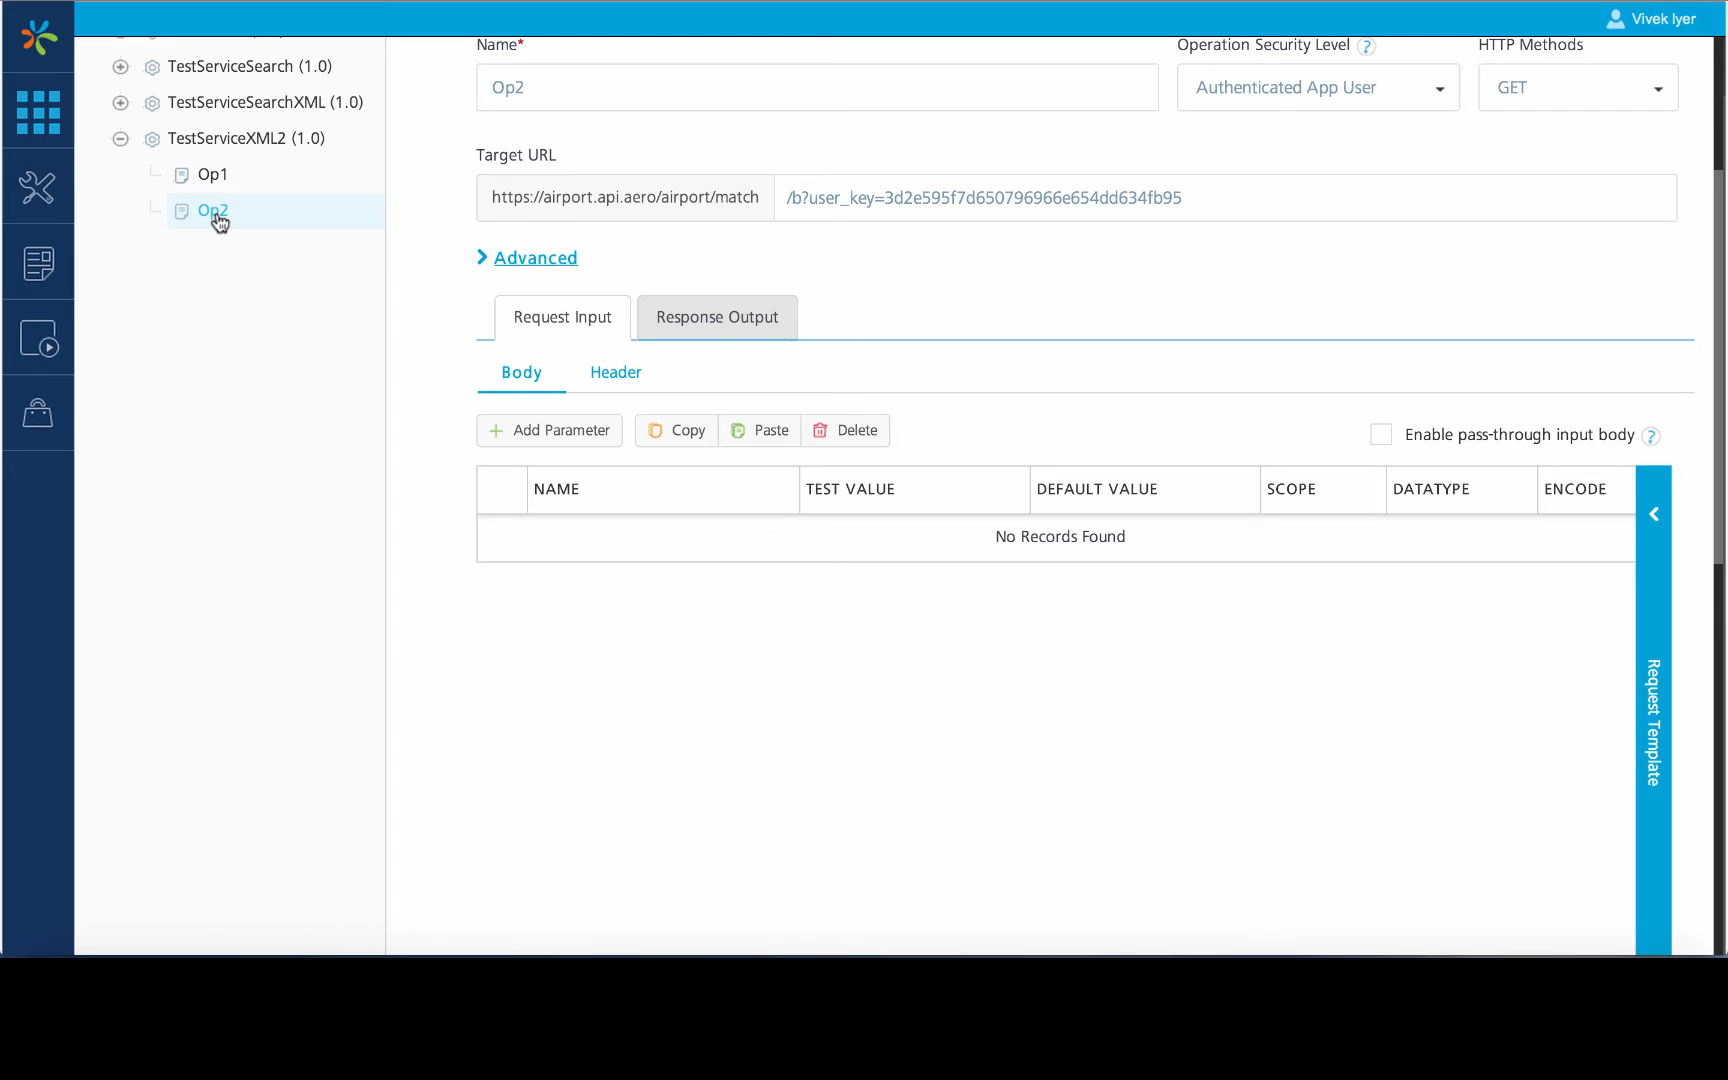 Vivek Iyer
TestServiceSearch (1.0)
TestServiceSearchXML (1.0)
TestServiceXML2 (1.0)
Op1
Op2
Name*
Operation Security Level ?
HTTP Methods
Op2
Authenticated App User
GET
Target URL
https://airport.api.aero/airport/match
/b?user_key=3d2e595f7d650796966e654dd634fb95
Advanced
Request Input
Response Output
Body
Header
Add Parameter
Copy
Paste
Delete
Enable pass-through input body ?
NAME
TEST VALUE
DEFAULT VALUE
SCOPE
DATATYPE
ENCODE
No Records Found
Request Template